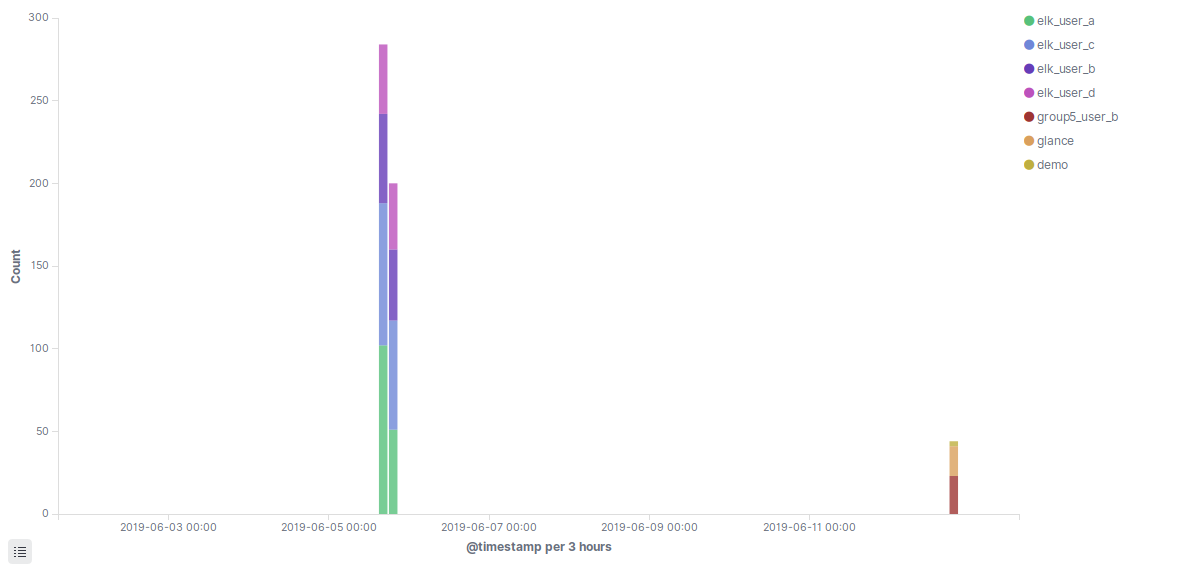 300
250
200
150
100
50
0
Count
2019-06-03 00:00
2019-06-05 00:00
2019-06-07 00:00
2019-06-09 00:00
2019-06-11 00:00
@timestamp per 3 hours
elk_user_a
elk_user_c
elk_user_b
elk_user_d
group5_user_b
glance
demo